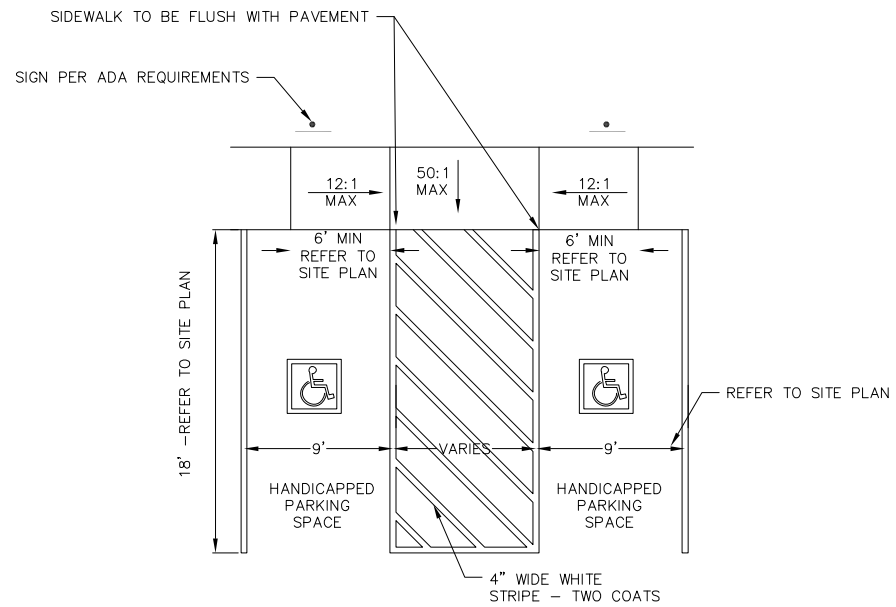 SIDEWALK TO BE FLUSH WITH PAVEMENT
SIGN PER ADA REQUIREMENTS
12:1
MAX
50:1
MAX
12:1
MAX
6' MIN
REFER TO
SITE PLAN
6' MIN
REFER TO
SITE PLAN
18' -REFER TO SITE PLAN
REFER TO SITE PLAN
9'
VARIES
9'
HANDICAPPED
PARKING
SPACE
HANDICAPPED
PARKING
SPACE
4" WIDE WHITE
STRIPE - TWO COATS